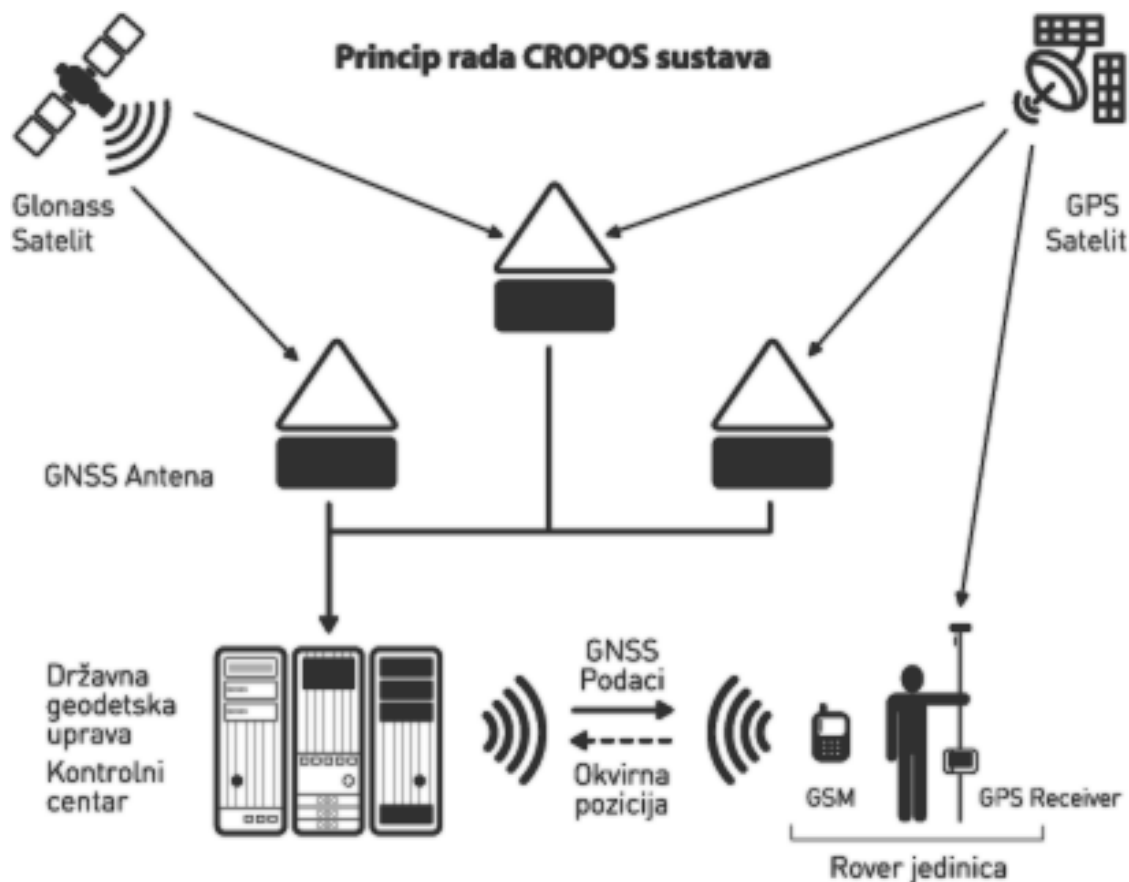 Princip rada CROPOS sustava
Glonass
Satelit
GPS
Satelit
GNSS Antena
Državna
geodetska
uprava
Kontrolni
centar
GNSS
Podaci
Okvirna
pozicija
GSM
GPS Receiver
Rover jedinica